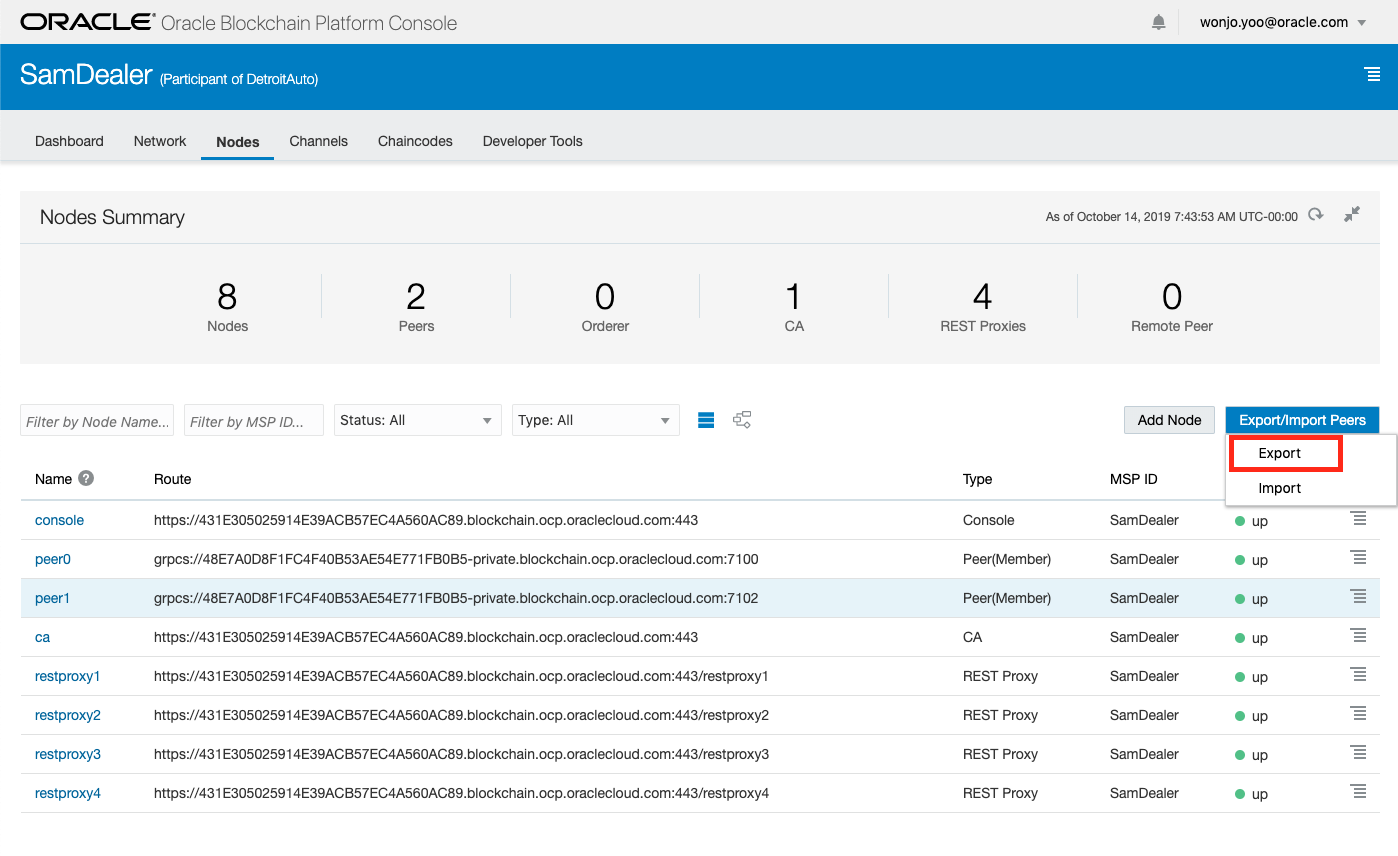 ORACLE® Oracle Blockchain Platform Console wonjo.yoo@oracle.com
SamDealer (Participant of DetroitAuto)
Dashboard Network Nodes Channels Chaincodes Developer Tools
Nodes Summary As of October 14, 2019 7:43:53 AM UTC-00:00
8 2 0 1 4 0
Nodes Peers Orderer CA REST Proxies Remote Peer
Filter by Node Name... Filter by MSP ID... Status: All Type: All Add Node Export/Import Peers
Export
Import
Name ? Route Type MSP ID
console https://431E305025914E39ACB57EC4A560AC89.blockchain.ocp.oraclecloud.com:443 Console SamDealer up
peer0 grpcs://48E7A0D8F1FC4F40B53AE54E771FB0B5-private.blockchain.ocp.oraclecloud.com:7100 Peer(Member) SamDealer up
peer1 grpcs://48E7A0D8F1FC4F40B53AE54E771FB0B5-private.blockchain.ocp.oraclecloud.com:7102 Peer(Member) SamDealer up
ca https://431E305025914E39ACB57EC4A560AC89.blockchain.ocp.oraclecloud.com:443 CA SamDealer up
restproxy1 https://431E305025914E39ACB57EC4A560AC89.blockchain.ocp.oraclecloud.com:443/restproxy1 REST Proxy SamDealer up
restproxy2 https://431E305025914E39ACB57EC4A560AC89.blockchain.ocp.oraclecloud.com:443/restproxy2 REST Proxy SamDealer up
restproxy3 https://431E305025914E39ACB57EC4A560AC89.blockchain.ocp.oraclecloud.com:443/restproxy3 REST Proxy SamDealer up
restproxy4 https://431E305025914E39ACB57EC4A560AC89.blockchain.ocp.oraclecloud.com:443/restproxy4 REST Proxy SamDealer up